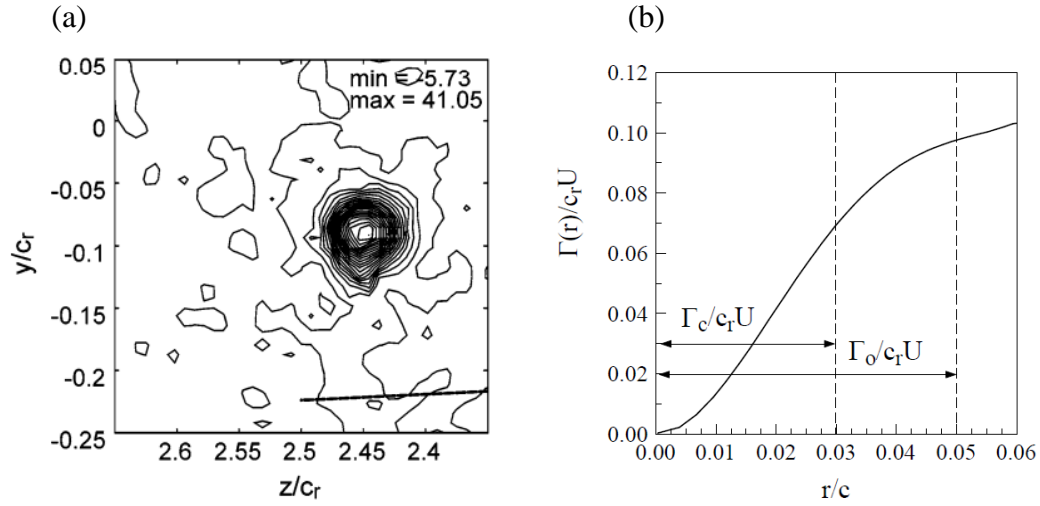 (a)
min = -5.73
max = 41.05
0.05
0
-0.05
-0.1
-0.15
-0.2
-0.25
y/cr
2.6
2.55
2.5
2.45
2.4
z/cr
(b)
0.12
0.10
0.08
0.06
0.04
0.02
0.00
Γ(r)/crU
Γc/crU
Γo/crU
0.00
0.01
0.02
0.03
0.04
0.05
0.06
r/c